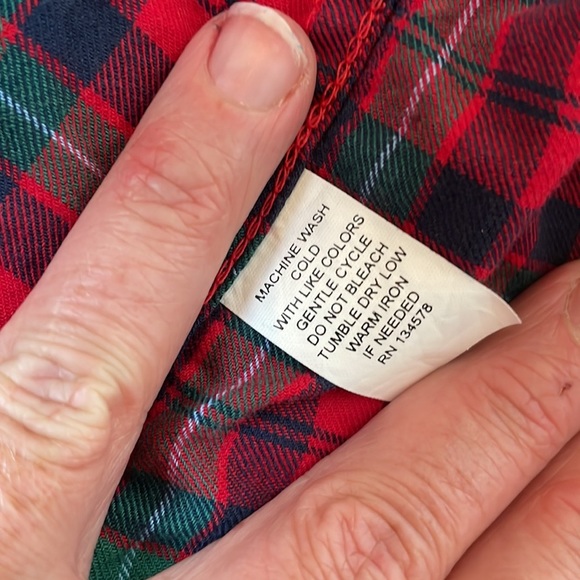 MACHINE WASH
COLD
WITH LIKE COLORS
GENTLE CYCLE
DO NOT BLEACH
TUMBLE DRY LOW
WARM IRON
IF NEEDED
RN 134578